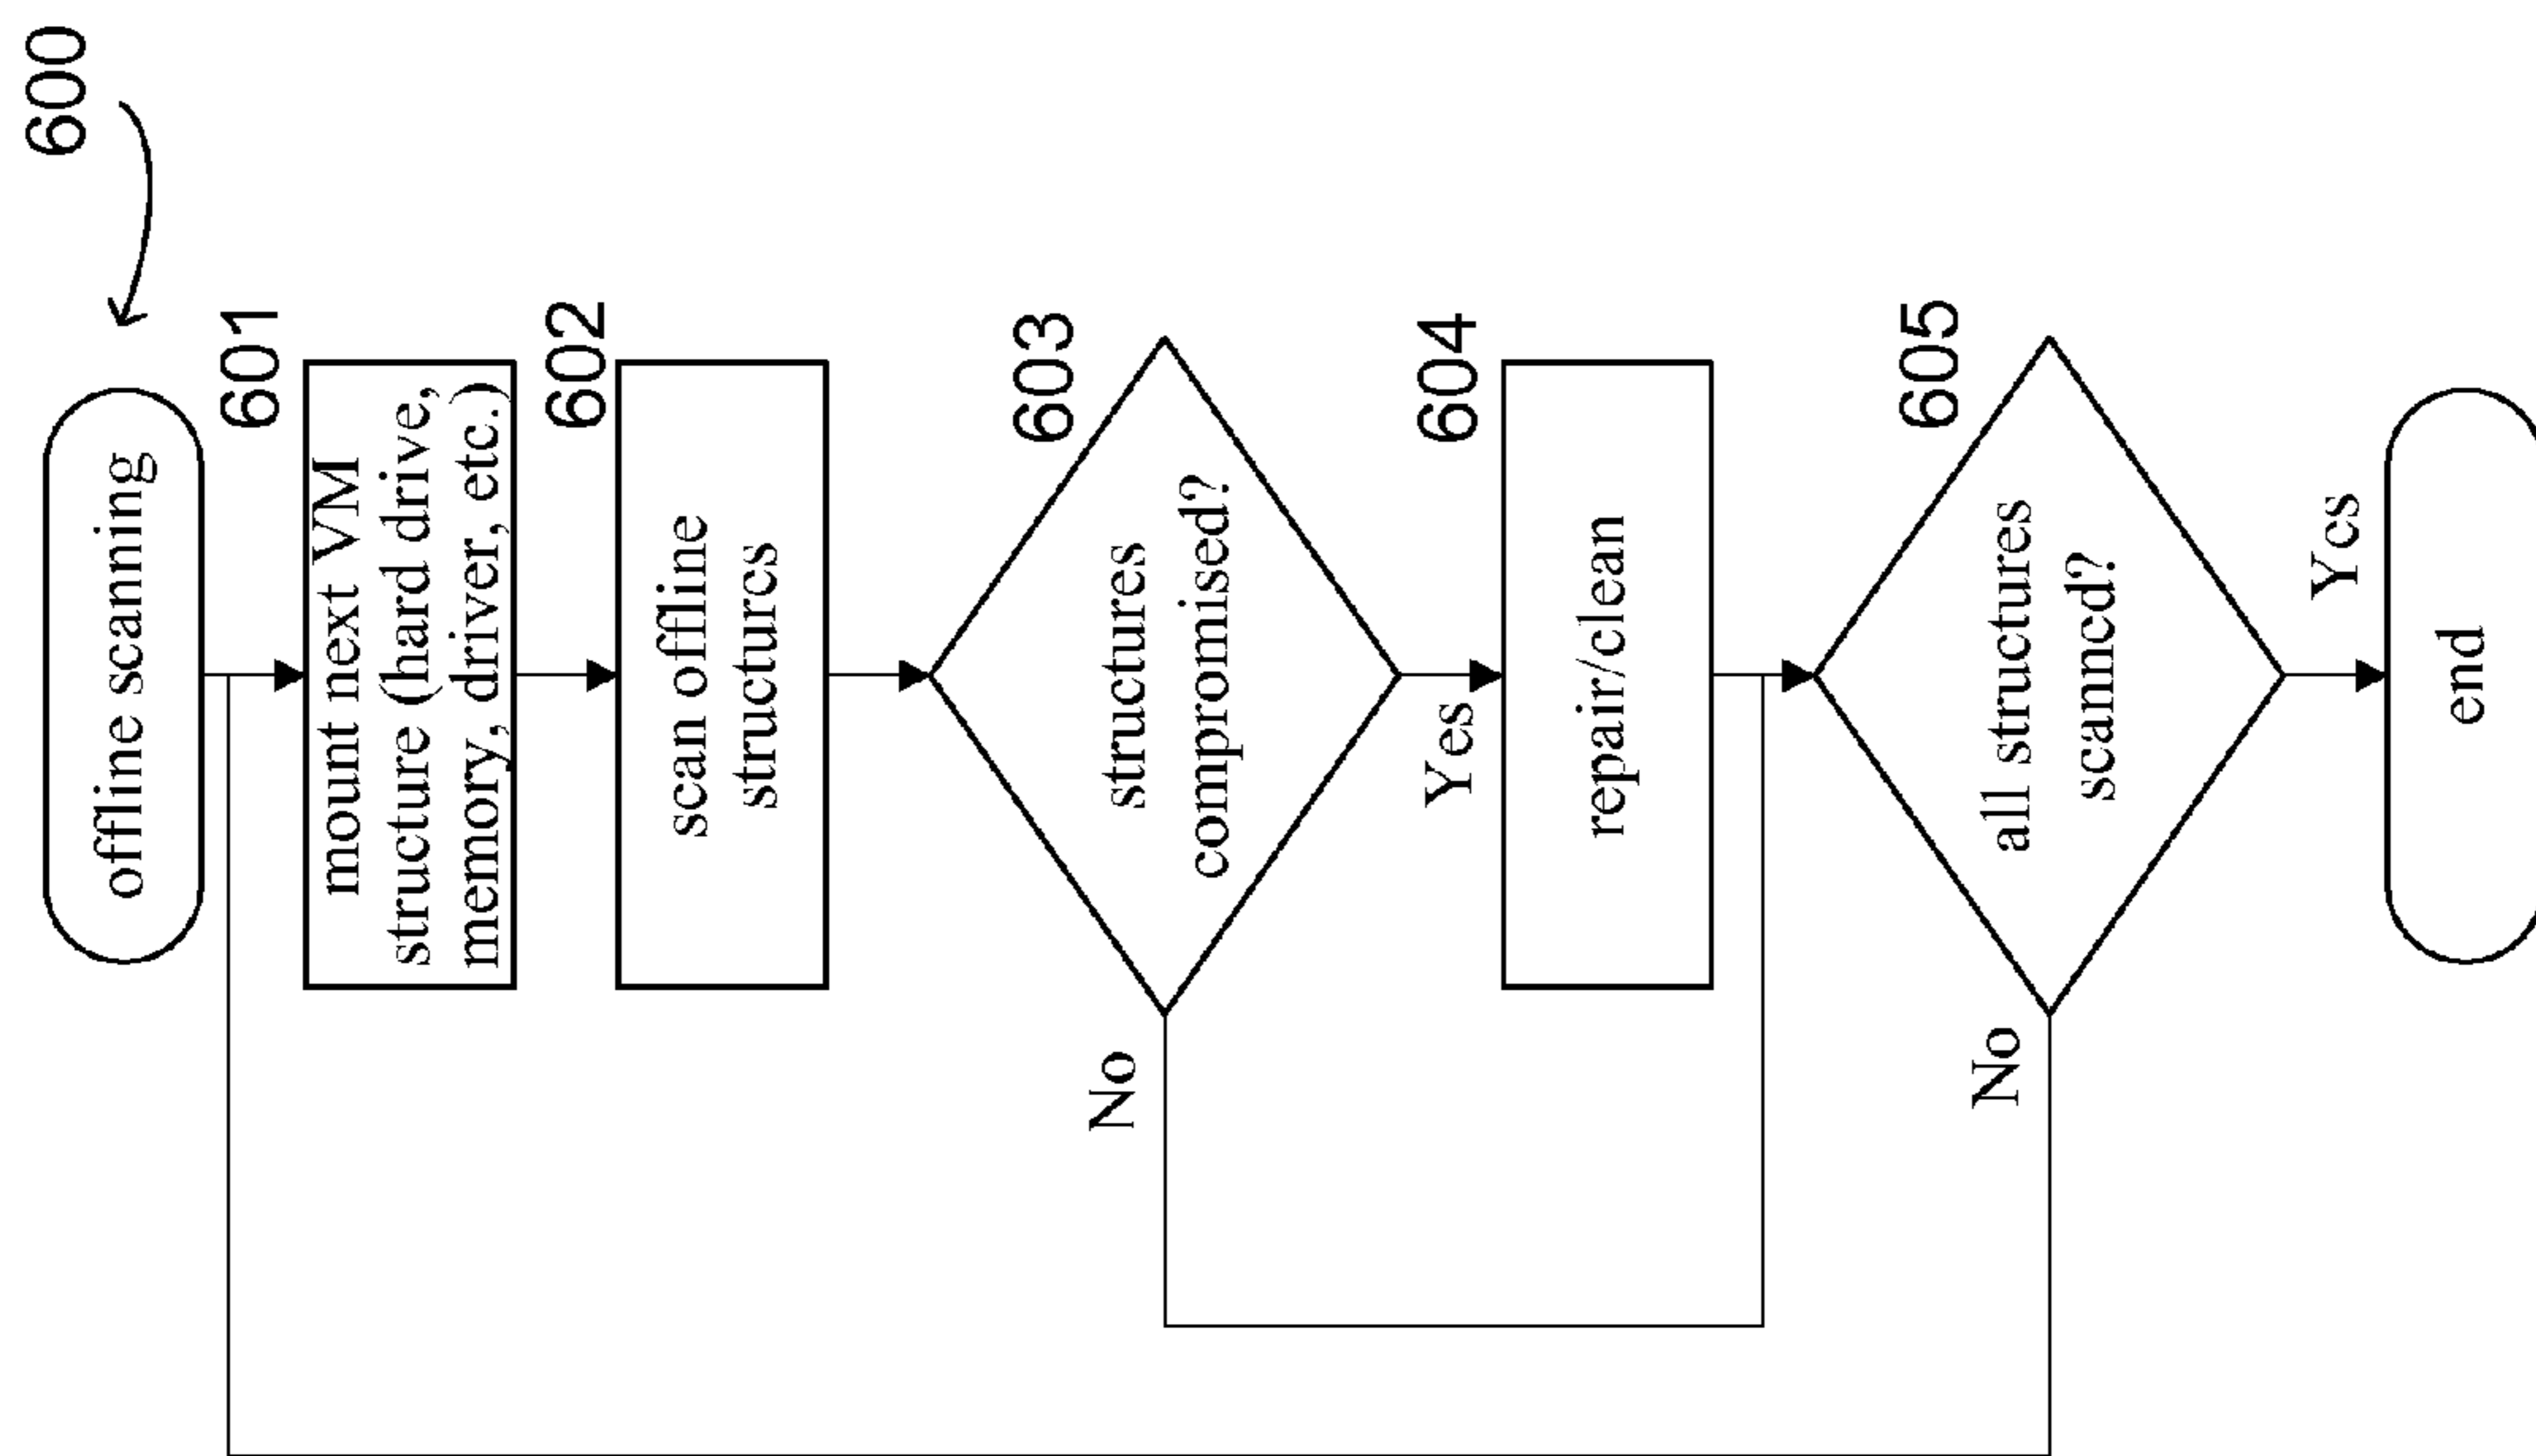 600
offline scanning
601
mount next VM
structure (hard drive,
memory, driver, etc.)
602
scan offline
structures
603
structures
compromised?
No
Yes
604
repair/clean
605
all structures
scanned?
No
Yes
end